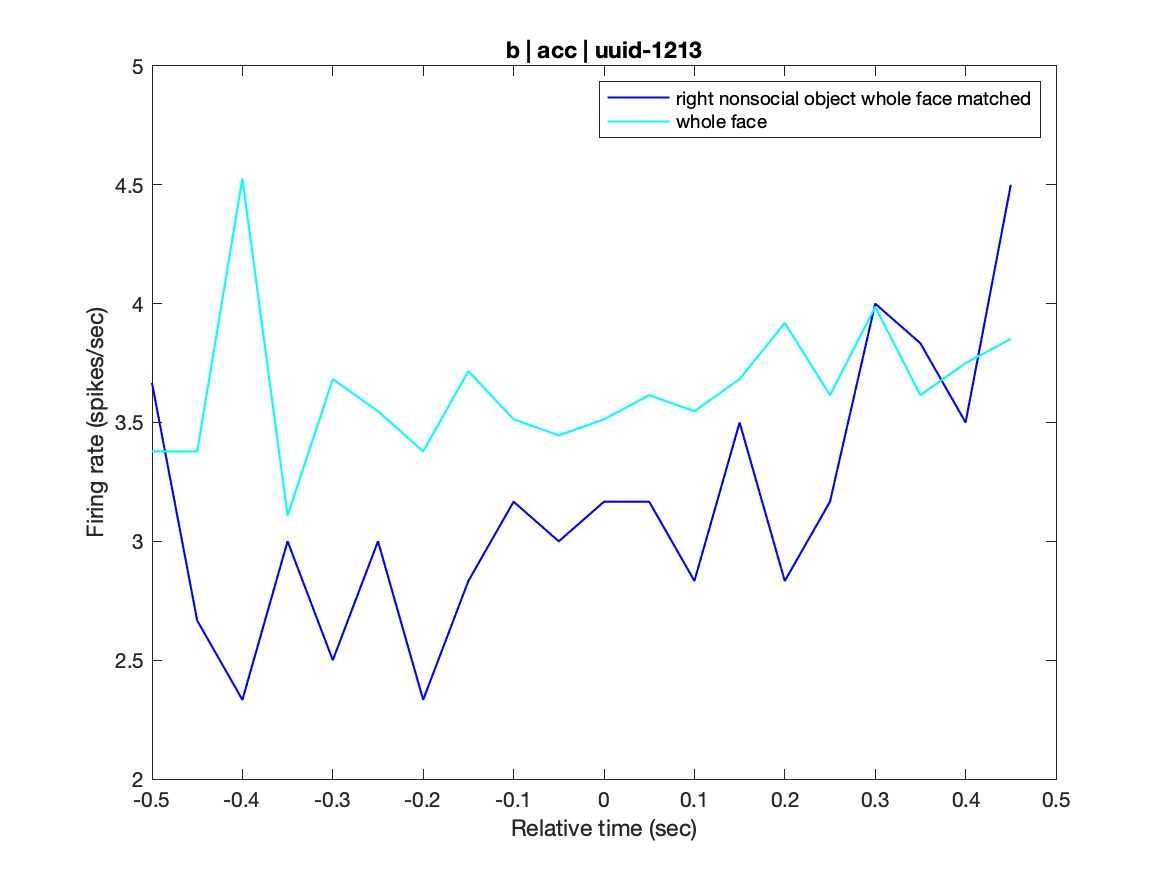 b | acc | uuid-1213
right nonsocial object whole face matched
whole face
Firing rate (spikes/sec)
5
4.5
4
3.5
3
2.5
2
-0.5 -0.4 -0.3 -0.2 -0.1 0 0.1 0.2 0.3 0.4 0.5
Relative time (sec)